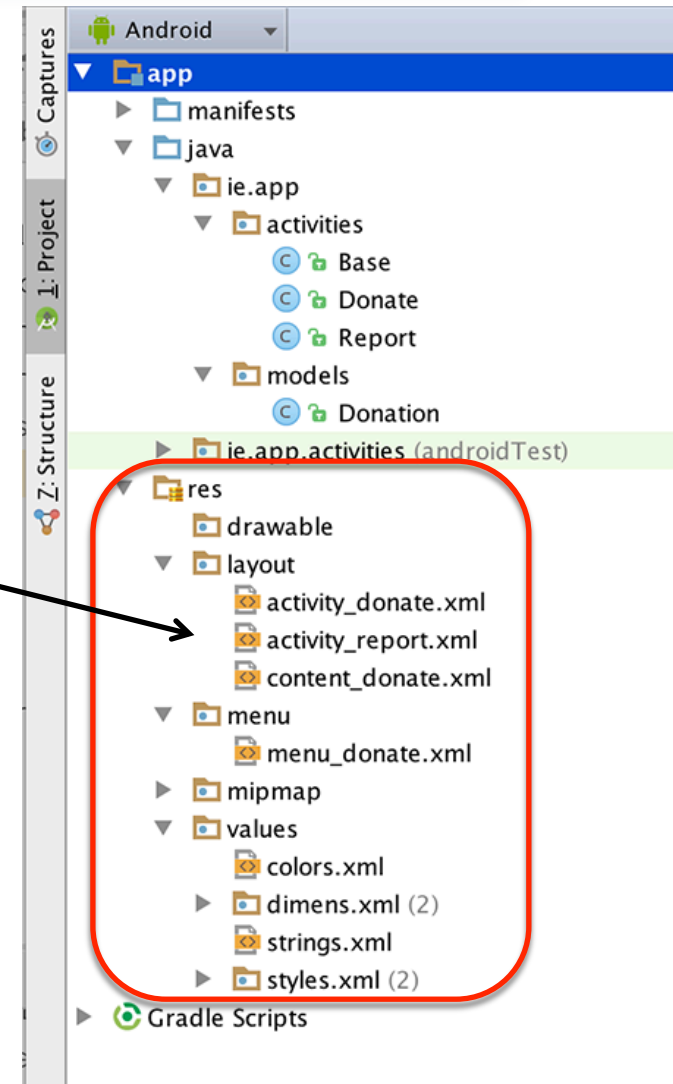 Captures
1: Project
Z: Structure
Android
app
manifests
java
ie.app
activities
C Base
C Donate
C Report
models
C Donation
ie.app.activities (androidTest)
res
drawable
layout
activity_donate.xml
activity_report.xml
content_donate.xml
menu
menu_donate.xml
mipmap
values
colors.xml
dimens.xml (2)
strings.xml
styles.xml (2)
Gradle Scripts